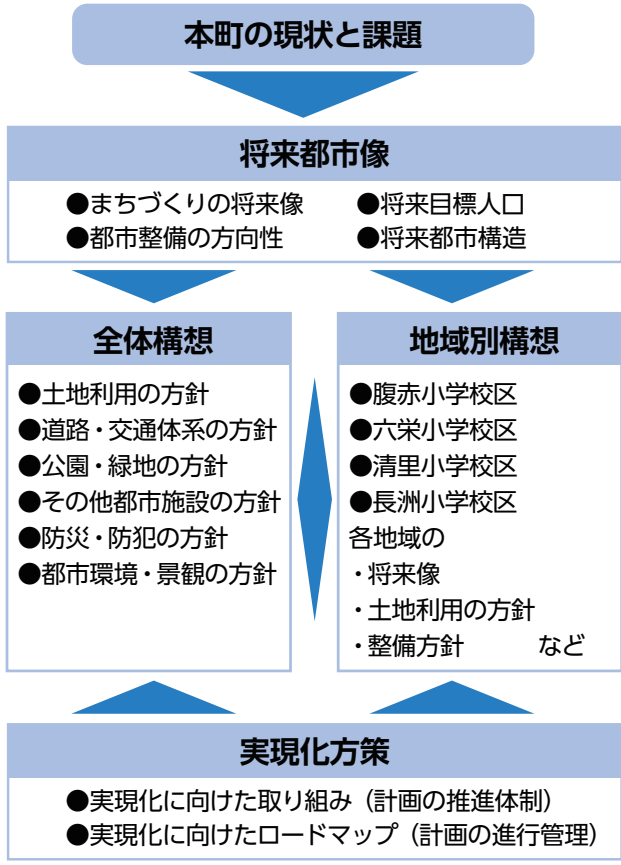 本町の現状と課題
将来都市像
●まちづくりの将来像 ●将来目標人口
●都市整備の方向性 ●将来都市構造
全体構想
●土地利用の方針
●道路・交通体系の方針
●公園・緑地の方針
●その他都市施設の方針
●防災・防犯の方針
●都市環境・景観の方針
地域別構想
●腹赤小学校区
●六栄小学校区
●清里小学校区
●長洲小学校区
各地域の
・将来像
・土地利用の方針
・整備方針 など
実現化方策
●実現化に向けた取り組み（計画の推進体制）
●実現化に向けたロードマップ（計画の進行管理）